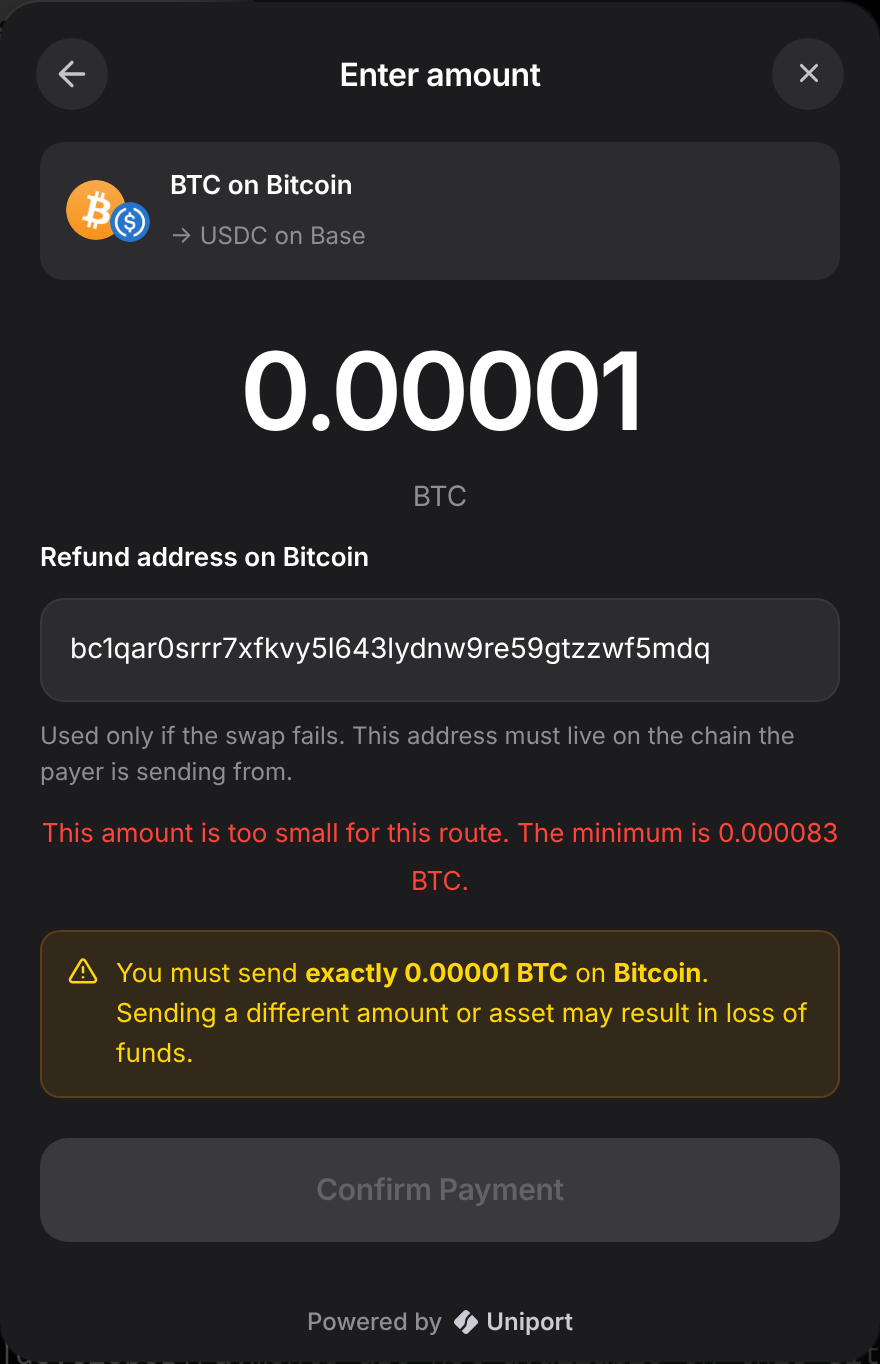 Enter amount
BTC on Bitcoin
→ USDC on Base
0.00001
BTC
Refund address on Bitcoin
bc1qar0srrr7xfkvy5l643lydnw9re59gtzzwf5mdq
Used only if the swap fails. This address must live on the chain the
payer is sending from.
This amount is too small for this route. The minimum is 0.000083
BTC.
You must send exactly 0.00001 BTC on Bitcoin.
Sending a different amount or asset may result in loss of
funds.
Confirm Payment
Powered by Uniport